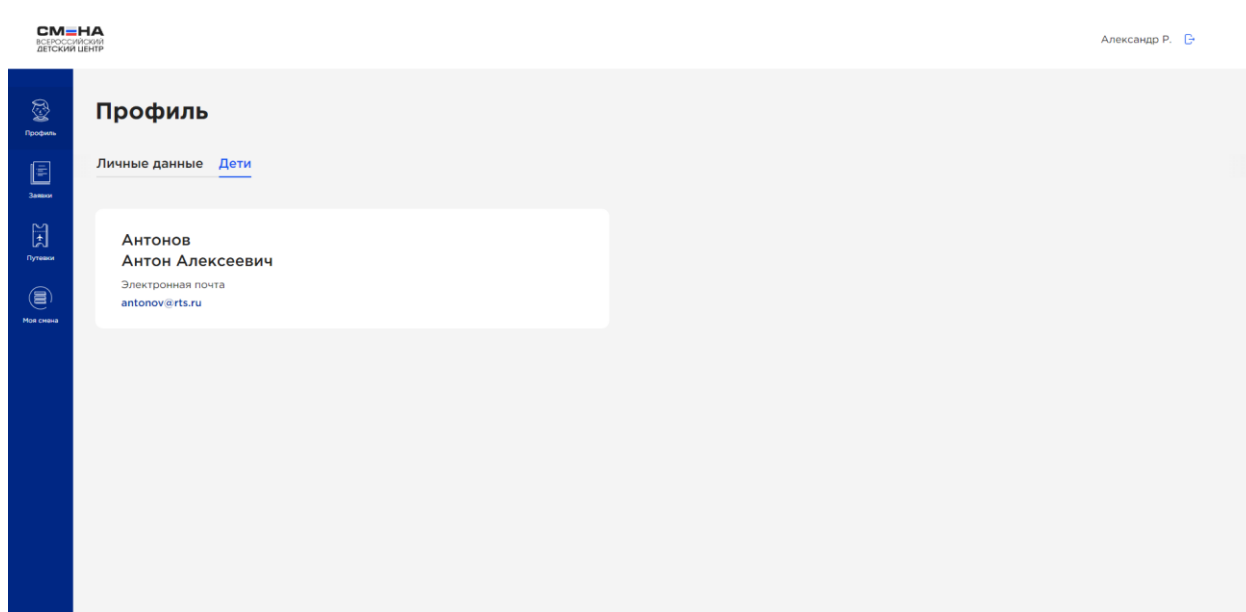 СМЕНА
ВСЕРОССИЙСКИЙ
ДЕТСКИЙ ЦЕНТР
Александр Р.
Профиль
Заявки
Путевки
Моя смена
Профиль
Личные данные Дети
Антонов
Антон Алексеевич
Электронная почта
antonov@rts.ru